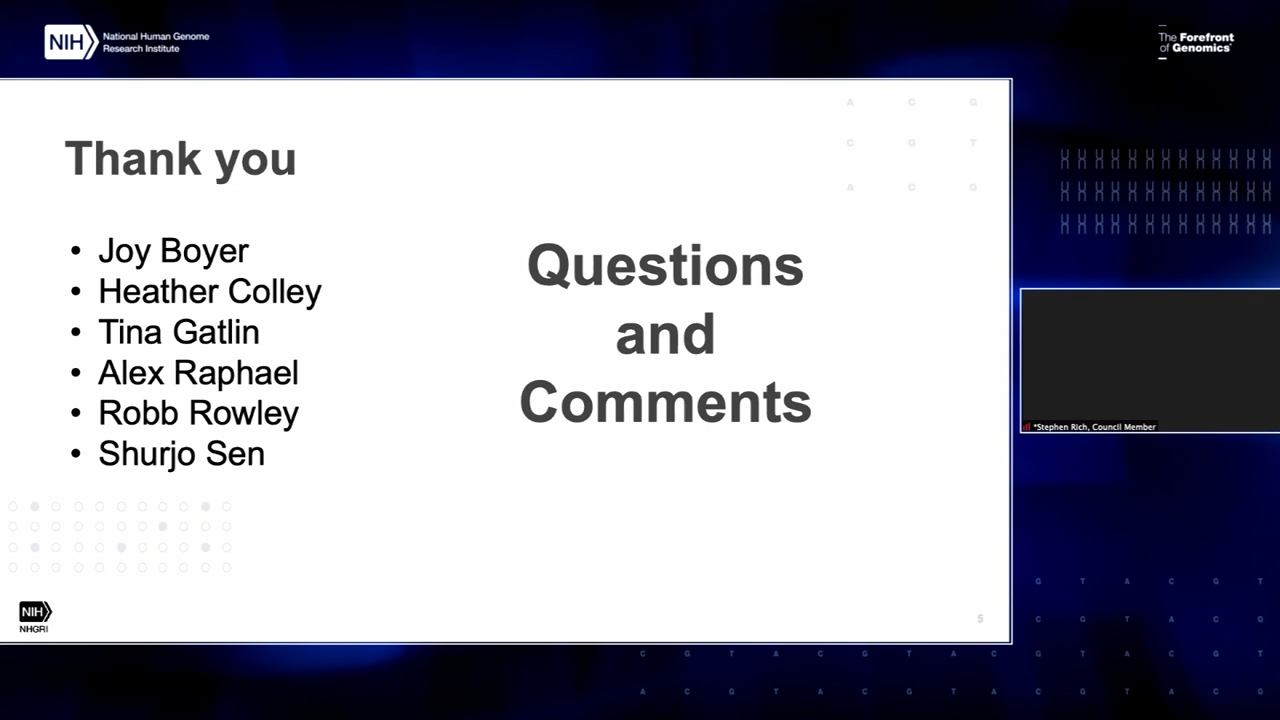 NIH National Human Genome
Research Institute
The Forefront
of Genomics
A C G
C G T
A C G
Thank you
• Joy Boyer
• Heather Colley
• Tina Gatlin
• Alex Raphael
• Robb Rowley
• Shurjo Sen
Questions
and
Comments
*Stephen Rich, Council Member
NIH
NHGRI
5
G T A C G T
C G T A C G
C G T A C G T A C G T A C G T
A C G T A C G T A C G T A C G